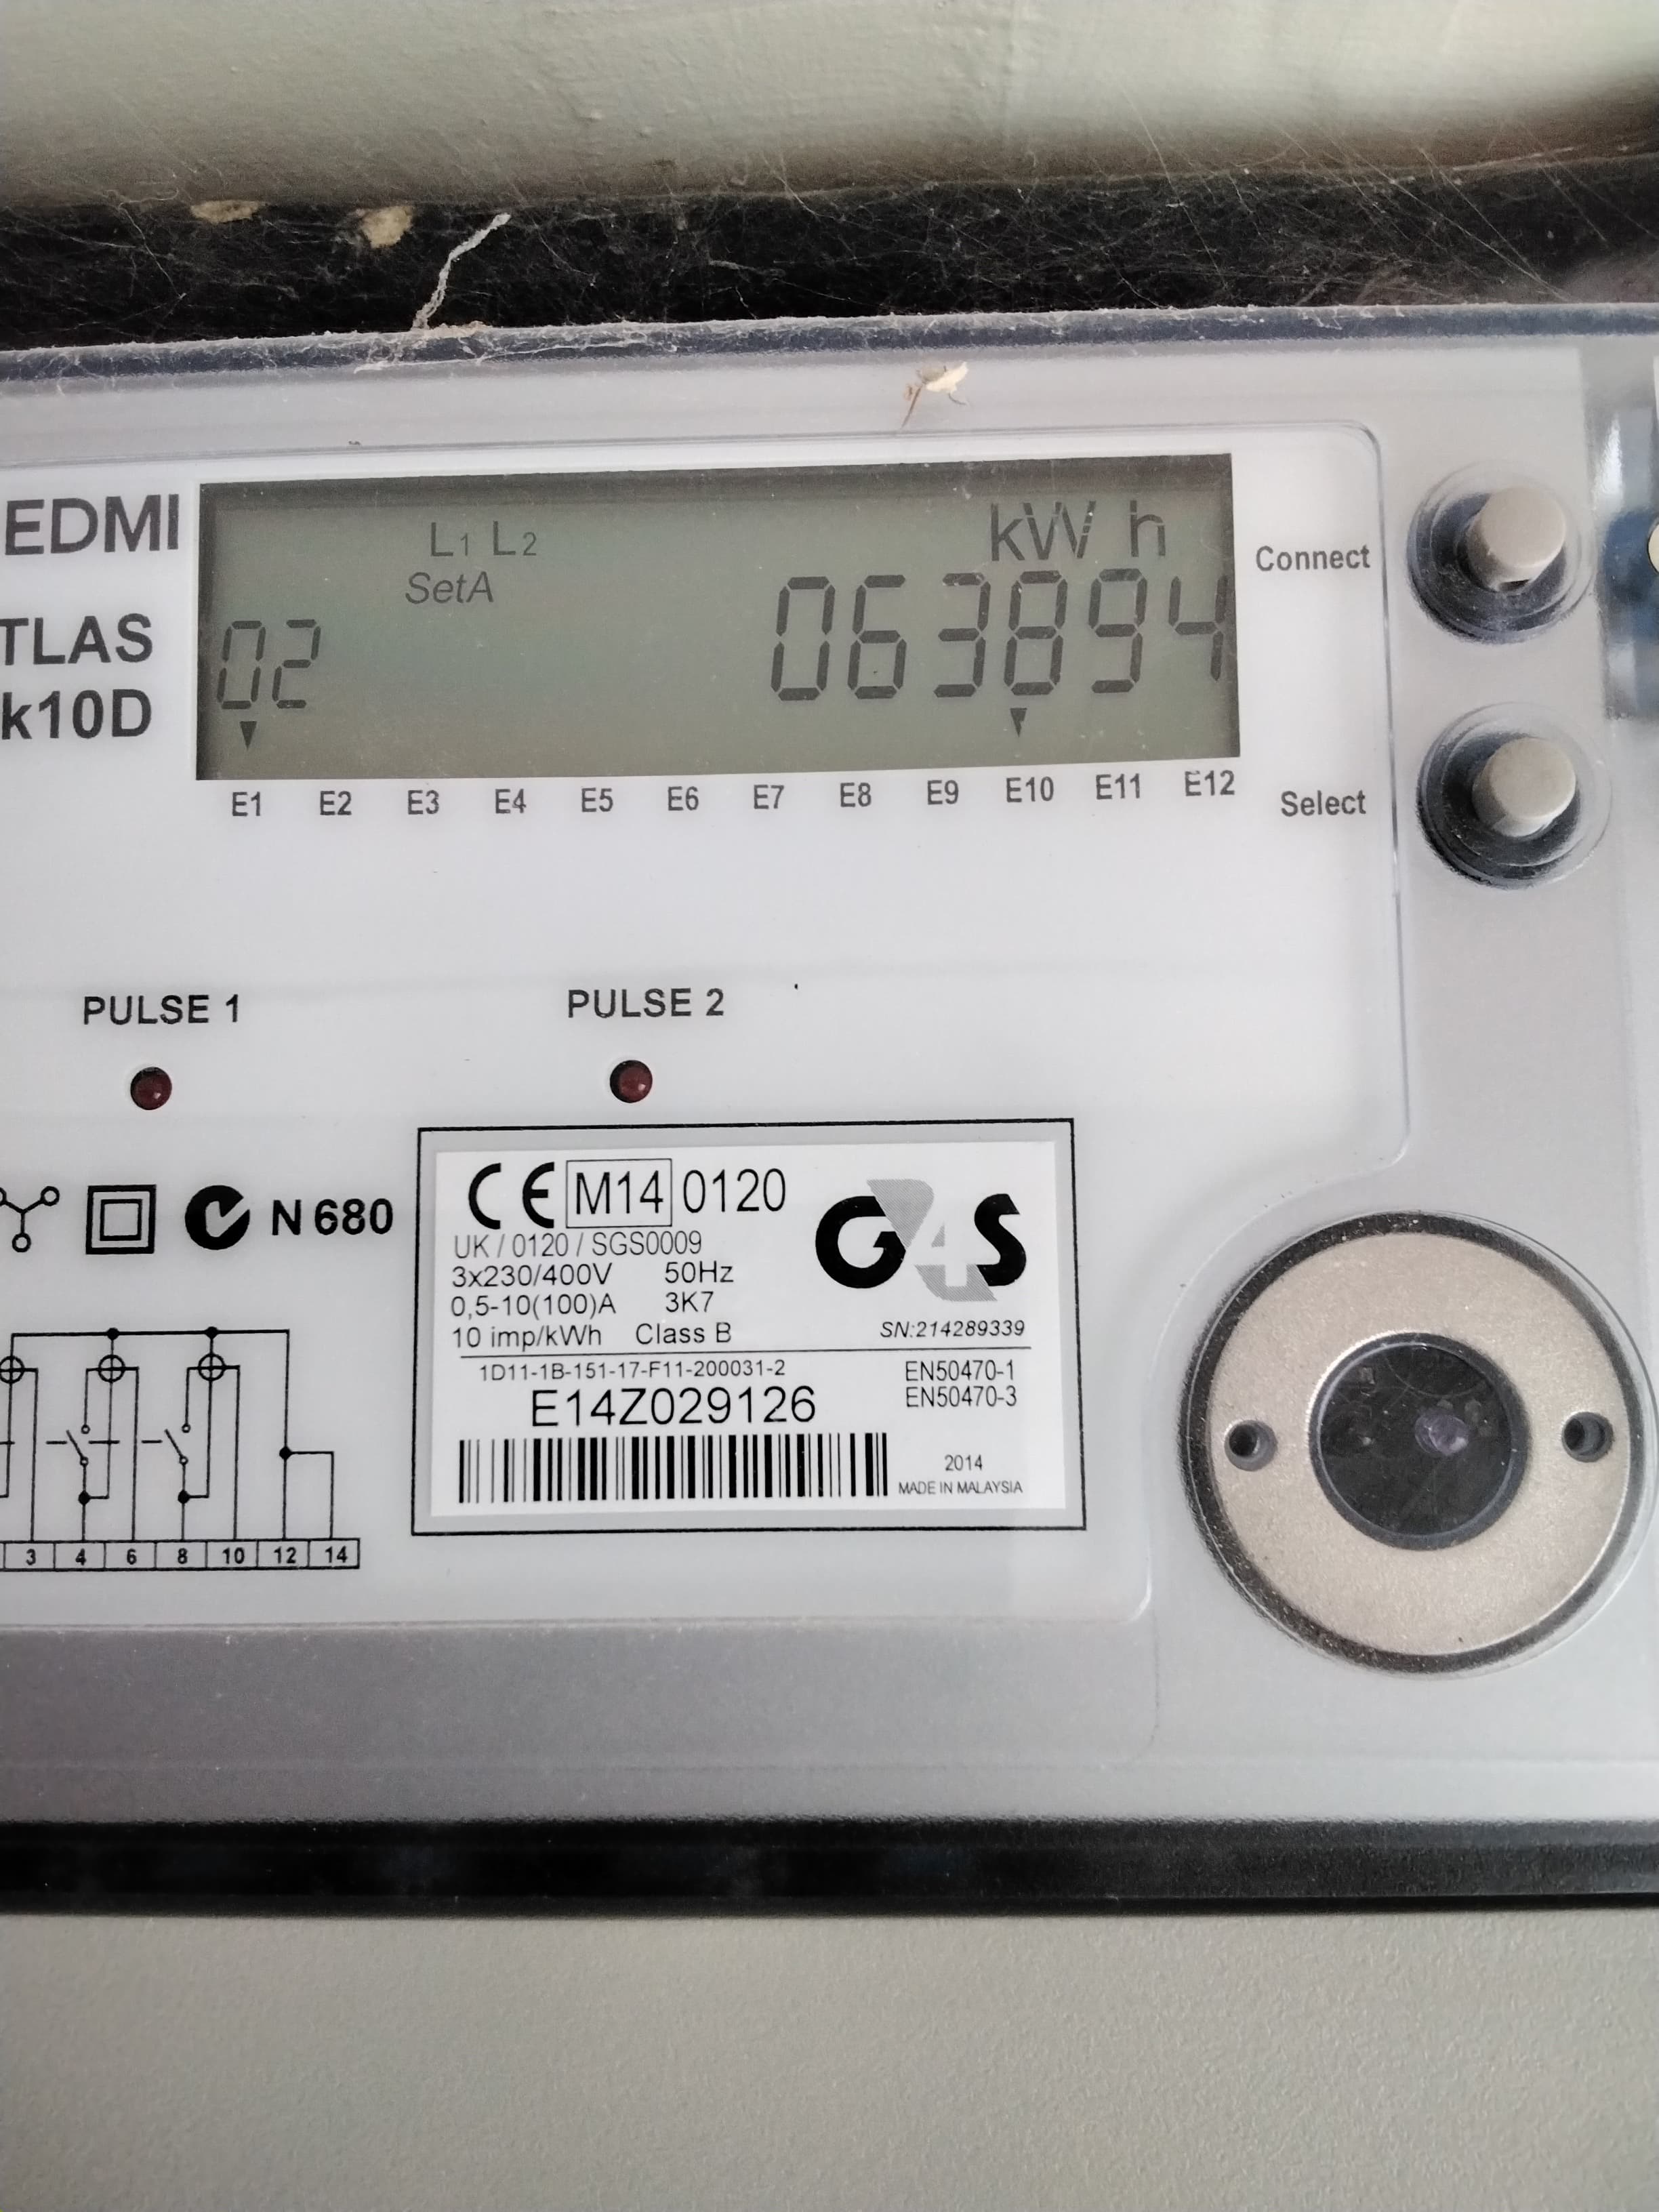 EDMI
TLAS
k10D
L1 L2
kWh
SetA
02
063894
Connect
Select
E1 E2 E3 E4 E5 E6 E7 E8 E9 E10 E11 E12
PULSE 1
PULSE 2
N 680
CE M14 0120
G4S
UK / 0120 / SGS0009
3x230/400V 50Hz
0,5-10(100)A 3K7
10 imp/kWh Class B
SN:214289339
1D11-1B-151-17-F11-200031-2
EN50470-1
EN50470-3
E14Z029126
2014
MADE IN MALAYSIA
3 4 6 8 10 12 14